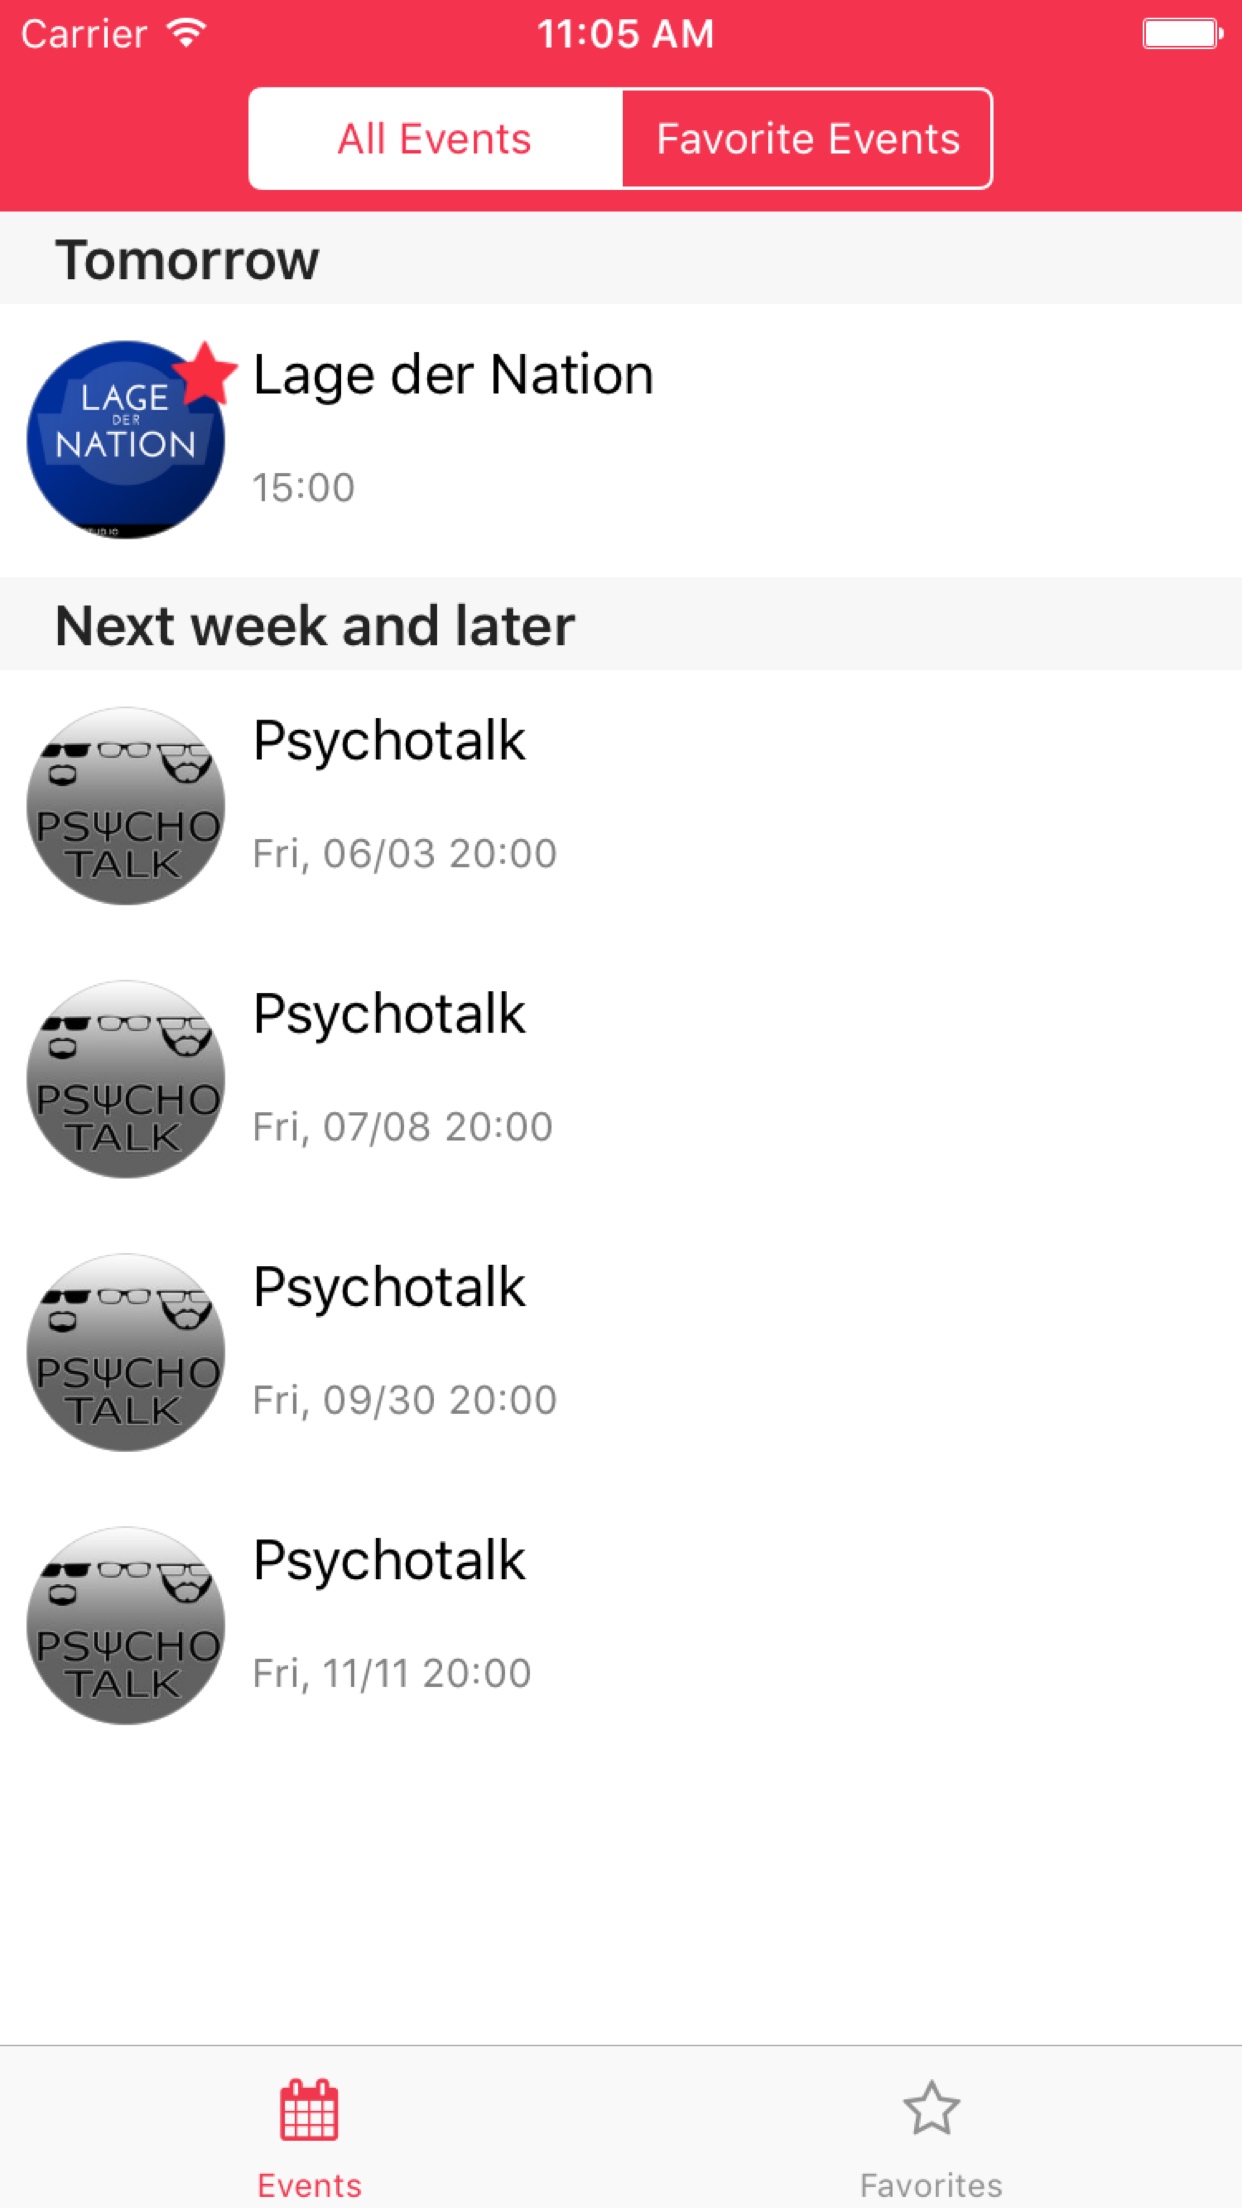 Carrier 11:05 AM
All Events Favorite Events
Tomorrow
LAGE
DER
NATION
Lage der Nation
15:00
Next week and later
PSΨCHO
TALK
Psychotalk
Fri, 06/03 20:00
PSΨCHO
TALK
Psychotalk
Fri, 07/08 20:00
PSΨCHO
TALK
Psychotalk
Fri, 09/30 20:00
PSΨCHO
TALK
Psychotalk
Fri, 11/11 20:00
Events Favorites